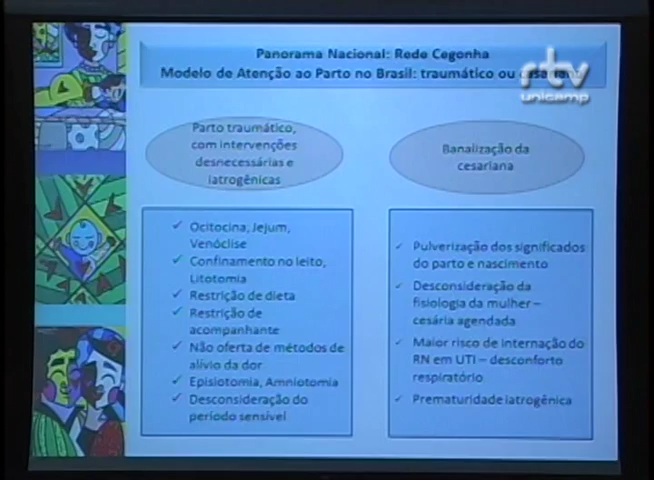 Panorama Nacional: Rede Cegonha
Modelo de Atenção ao Parto no Brasil: traumático ou cesariana
rtv
unicamp
Parto traumático,
com intervenções
desnecessárias e
iatrogênicas
Banalização da
cesariana
✓ Ocitocina, Jejum,
Venóclise
✓ Confinamento no leito,
Litotomia
✓ Restrição de dieta
✓ Restrição de
acompanhante
✓ Não oferta de métodos de
alívio da dor
✓ Episiotomia, Amniotomia
✓ Desconsideração do
período sensível
✓ Pulverização dos significados
do parto e nascimento
✓ Desconsideração da
fisiologia da mulher –
cesária agendada
✓ Maior risco de internação do
RN em UTI – desconforto
respiratório
✓ Prematuridade iatrogênica